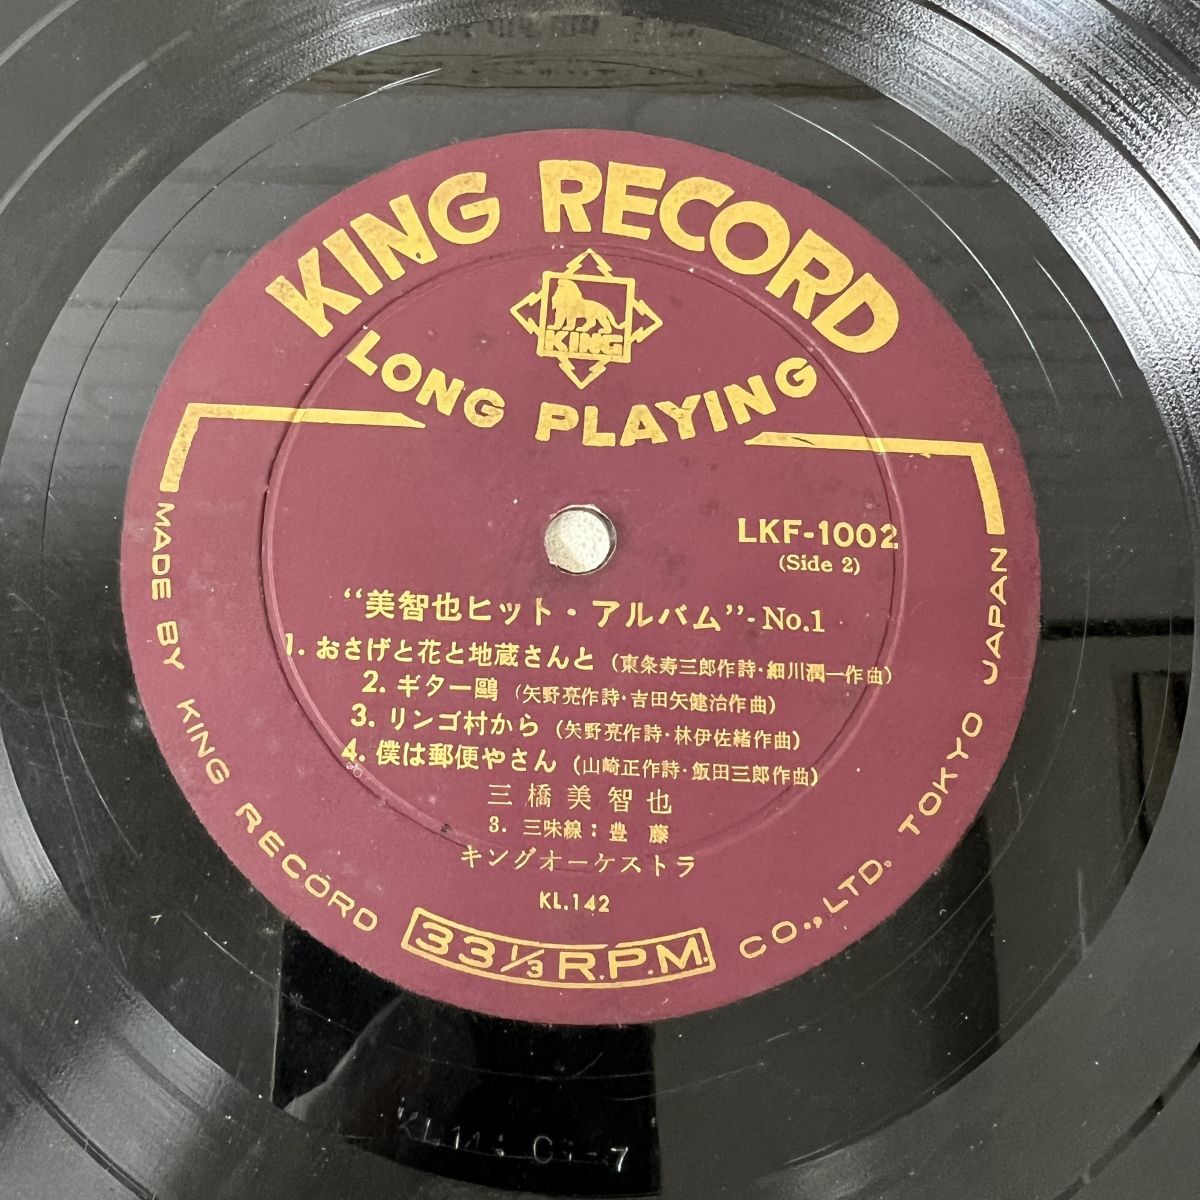 KING RECORD
KING
LONG PLAYING
LKF-1002
(Side 2)
“美智也ヒット・アルバム”-No.1
1. おさげと花と地蔵さんと (東条寿三郎作詩・細川潤一作曲)
2. ギター鷗 (矢野亮作詩・吉田矢健治作曲)
3. リンゴ村から (矢野亮作詩・林伊佐緒作曲)
4. 僕は郵便やさん (山崎正作詩・飯田三郎作曲)
三橋美智也
3. 三味線：豊藤
キングオーケストラ
KL.142
33⅓ R.P.M.
MADE BY KING RECORD CO., LTD. TOKYO JAPAN